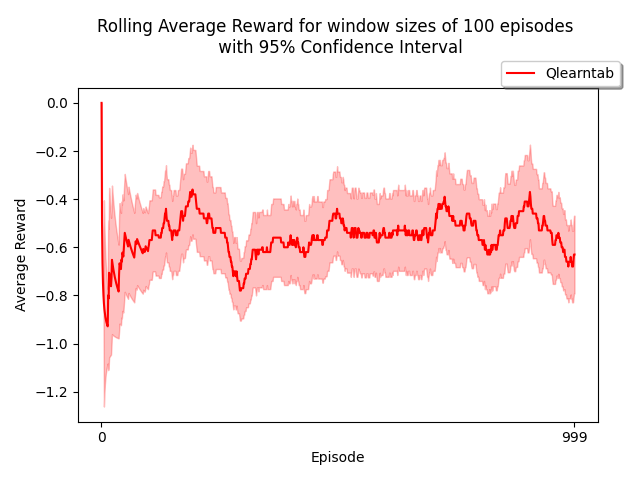 Rolling Average Reward for window sizes of 100 episodes
with 95% Confidence Interval
Qlearntab
0.0
−0.2
−0.4
−0.6
−0.8
−1.0
−1.2
Average Reward
0
999
Episode